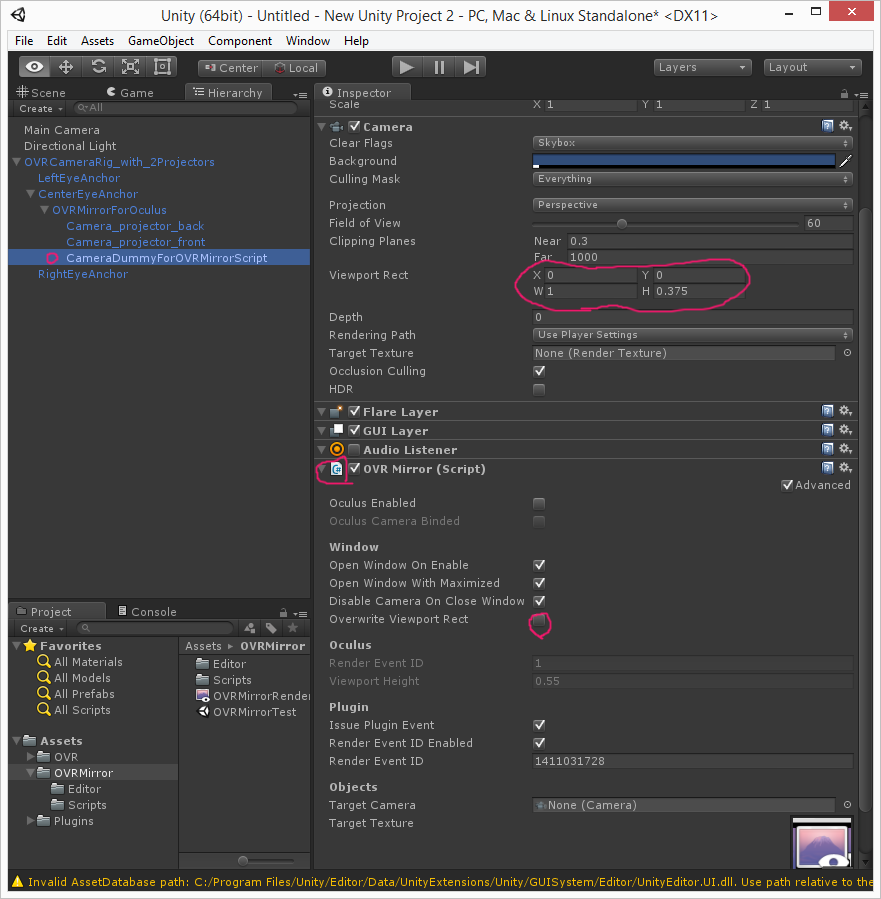 Unity (64bit) - Untitled - New Unity Project 2 - PC, Mac & Linux Standalone* <DX11>
File Edit Assets GameObject Component Window Help
Center Local Layers Layout
Scene Game Hierarchy
Create All
Main Camera
Directional Light
OVRCameraRig_with_2Projectors
LeftEyeAnchor
CenterEyeAnchor
OVRMirrorForOculus
Camera_projector_back
Camera_projector_front
CameraDummyForOVRMirrorScript
RightEyeAnchor
Project Console
Create
Favorites
All Materials
All Models
All Prefabs
All Scripts
Assets
OVR
OVRMirror
Editor
Scripts
Plugins
Assets OVRMirror
Editor
Scripts
OVRMirrorRender
OVRMirrorTest
Inspector
Scale X 1 Y 1 Z 1
Camera
Clear Flags Skybox
Background
Culling Mask Everything
Projection Perspective
Field of View 60
Clipping Planes Near 0.3
Far 1000
Viewport Rect X 0 Y 0
W 1 H 0.375
Depth 0
Rendering Path Use Player Settings
Target Texture None (Render Texture)
Occlusion Culling
HDR
Flare Layer
GUI Layer
Audio Listener
OVR Mirror (Script)
Advanced
Oculus Enabled
Oculus Camera Binded
Window
Open Window On Enable
Open Window With Maximized
Disable Camera On Close Window
Overwrite Viewport Rect
Oculus
Render Event ID 1
Viewport Height 0.55
Plugin
Issue Plugin Event
Render Event ID Enabled
Render Event ID 1411031728
Objects
Target Camera None (Camera)
Target Texture
Invalid AssetDatabase path: C:/Program Files/Unity/Editor/Data/UnityExtensions/Unity/GUISystem/Editor/UnityEditor.UI.dll. Use path relative to the